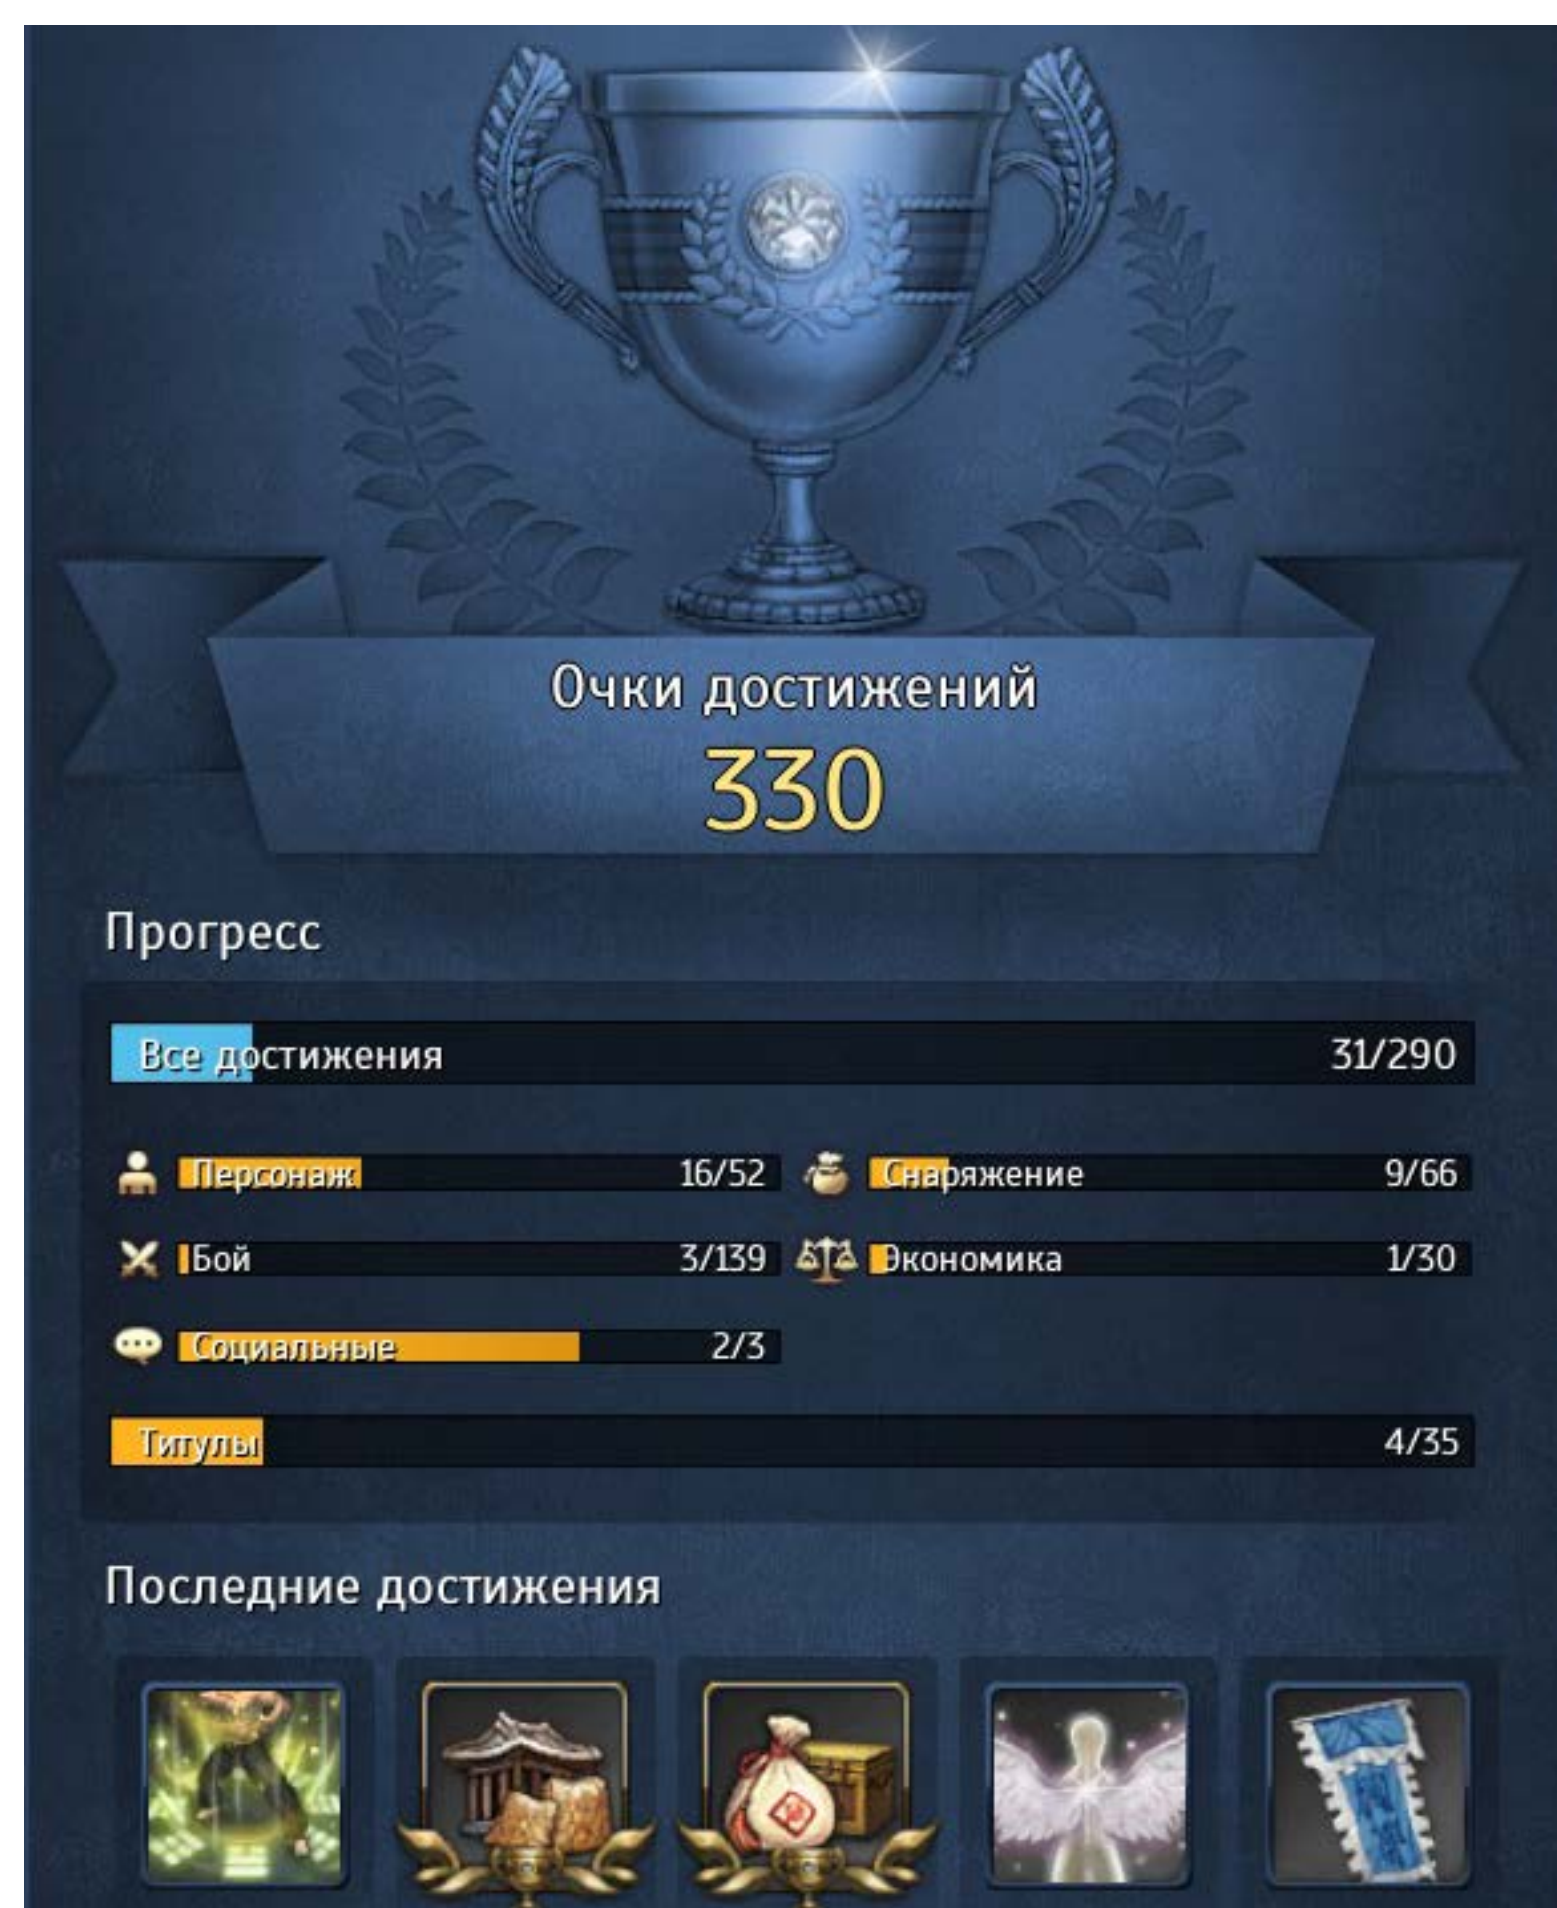 Очки достижений
330
Прогресс
Все достижения 31/290
Персонаж 16/52 Снаряжение 9/66
Бой 3/139 Экономика 1/30
Социальные 2/3
Титулы 4/35
Последние достижения